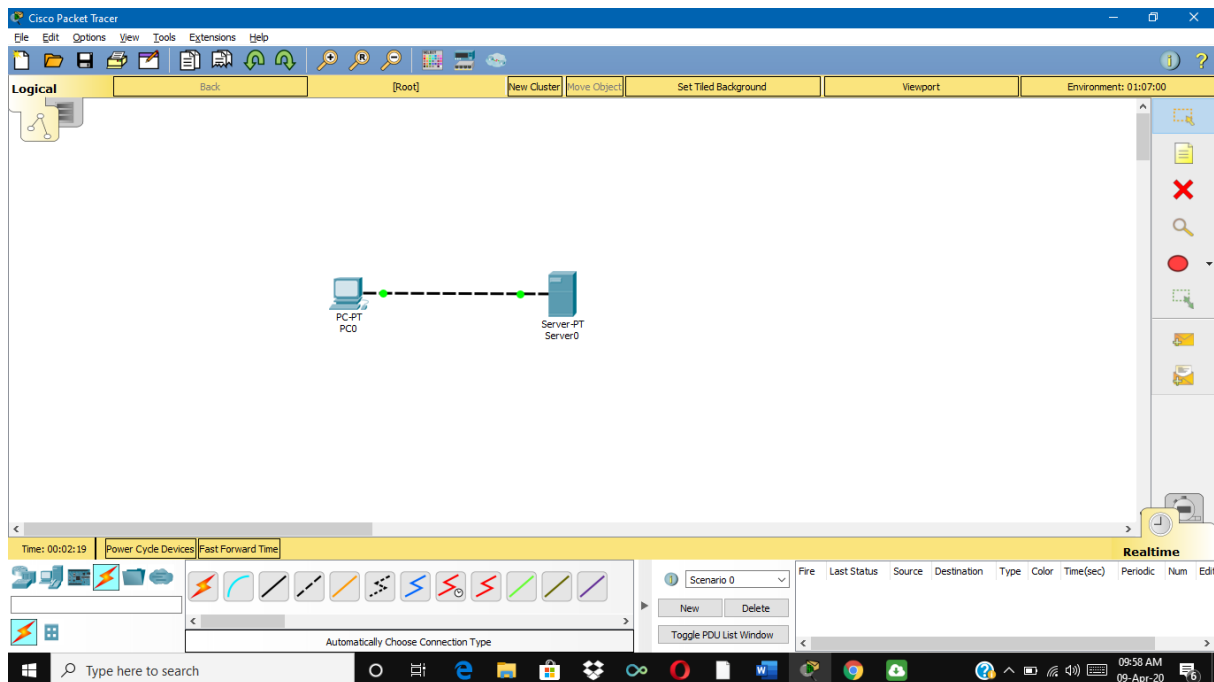 Cisco Packet Tracer
File Edit Options View Tools Extensions Help
Logical Back [Root] New Cluster Move Object Set Tiled Background Viewport Environment: 01:07:00
PC-PT
PC0
Server-PT
Server0
Time: 00:02:19 Power Cycle Devices Fast Forward Time Realtime
Scenario 0
New Delete
Toggle PDU List Window
Fire Last Status Source Destination Type Color Time(sec) Periodic Num Edi
Automatically Choose Connection Type
Type here to search
09:58 AM
09-Apr-20
6